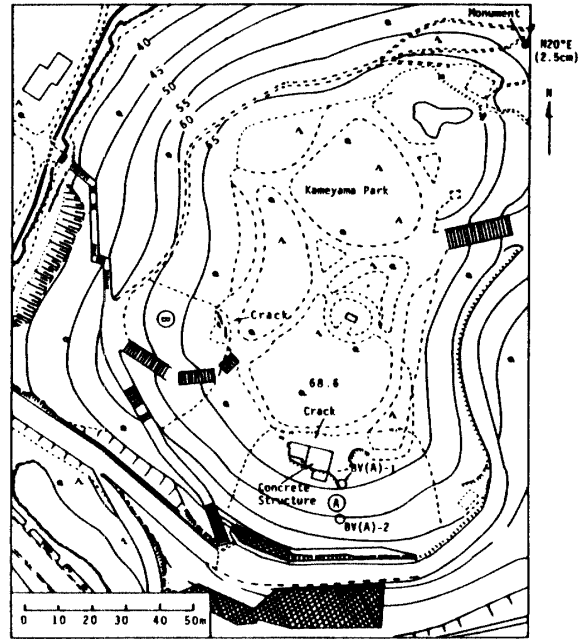 Monument
N20°E
(2.5cm)
N
40
45
50
55
60
65
Kameyama Park
Crack
B
68.6
Crack
BV(A)-1
Concrete
Structure
A
BV(A)-2
0 10 20 30 40 50m